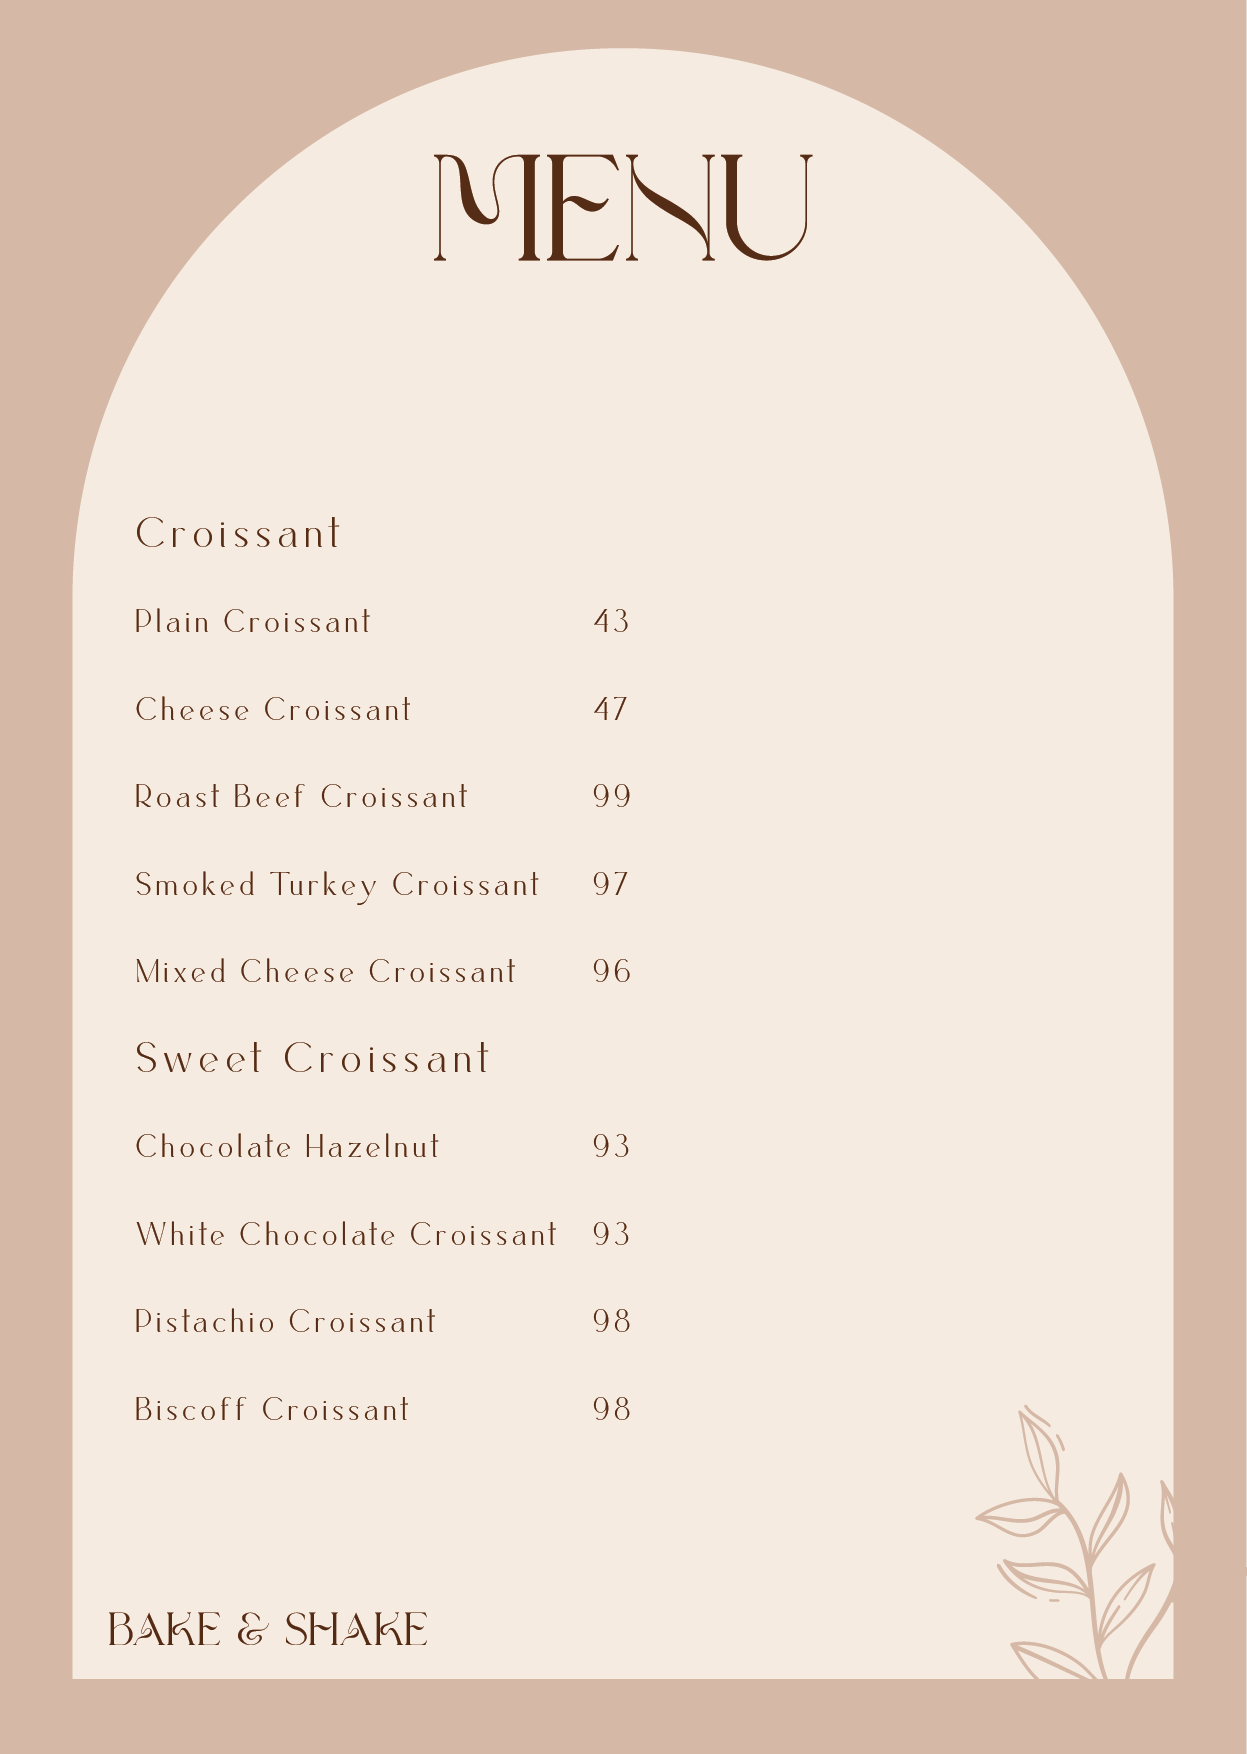 MENU
Croissant
Plain Croissant 43
Cheese Croissant 47
Roast Beef Croissant 99
Smoked Turkey Croissant 97
Mixed Cheese Croissant 96
Sweet Croissant
Chocolate Hazelnut 93
White Chocolate Croissant 93
Pistachio Croissant 98
Biscoff Croissant 98
BAKE & SHAKE